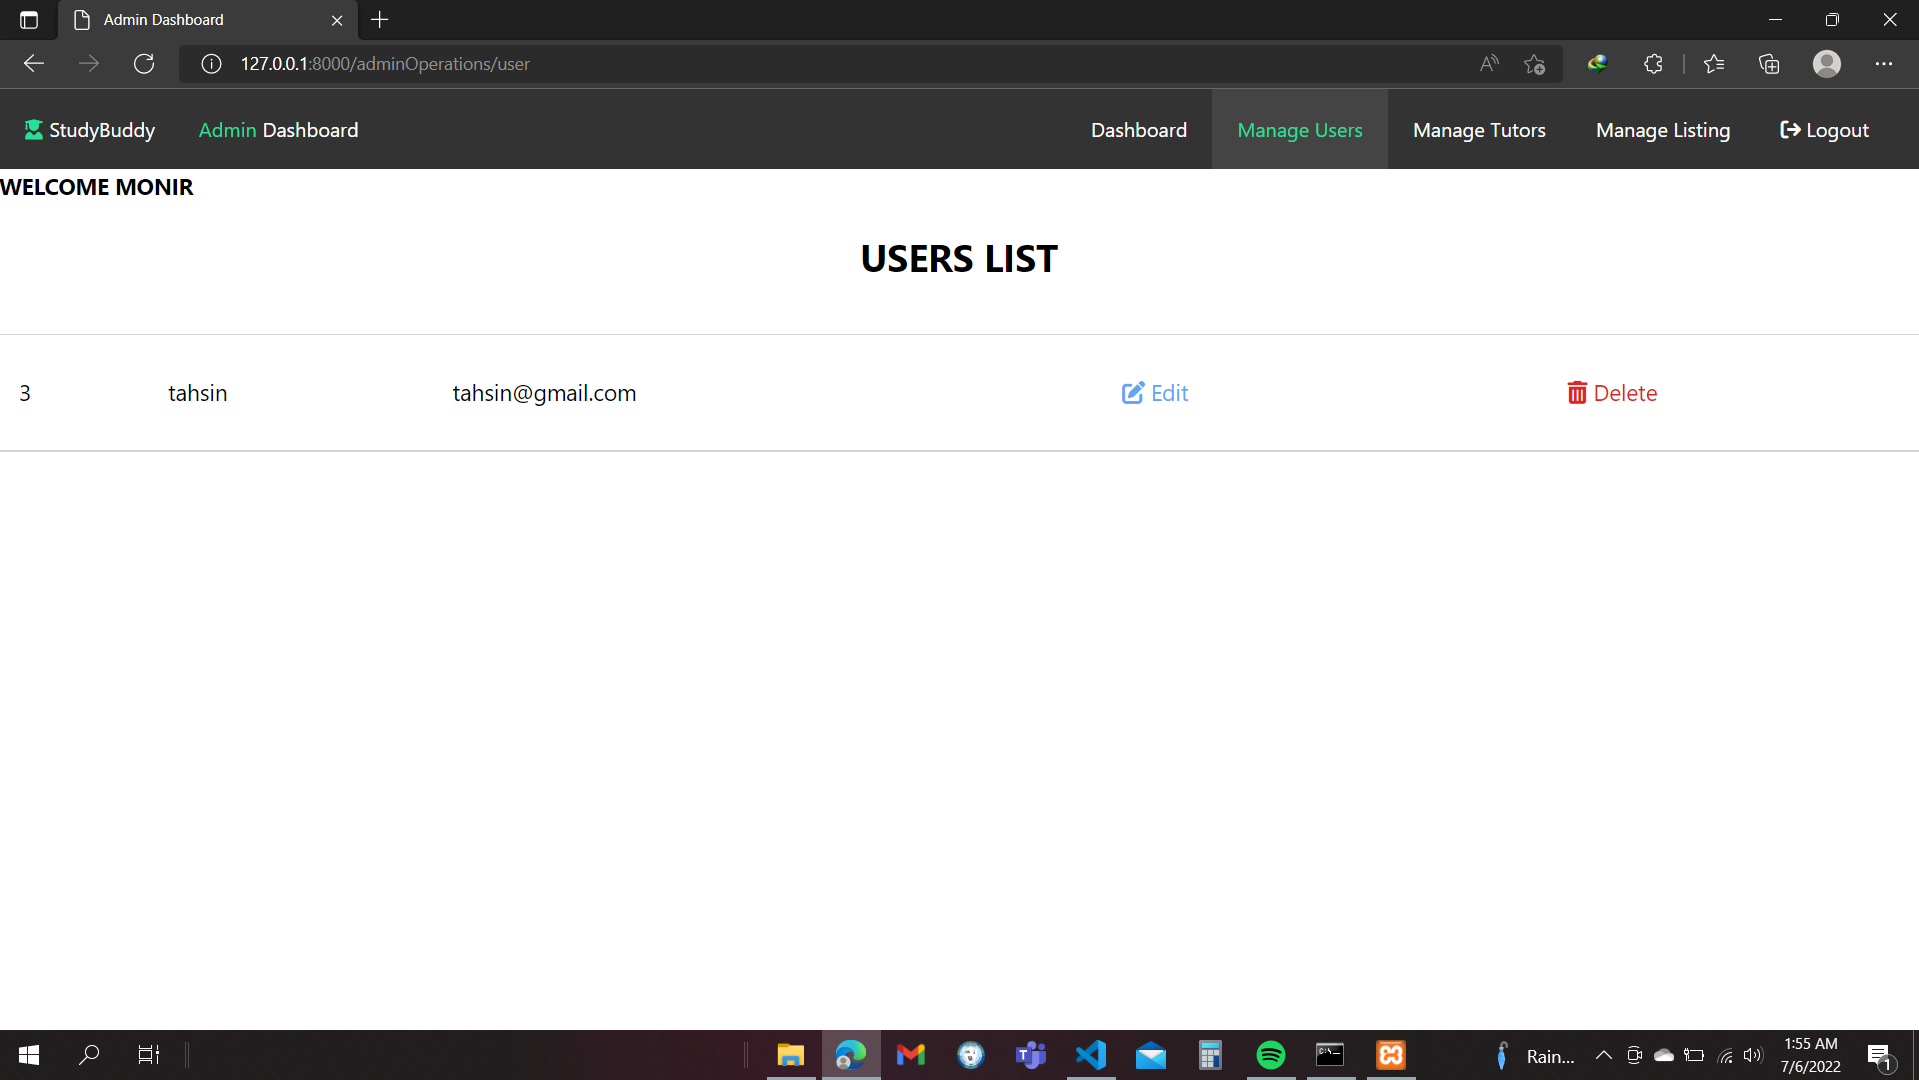 Admin Dashboard
127.0.0.1:8000/adminOperations/user
StudyBuddy Admin Dashboard Dashboard Manage Users Manage Tutors Manage Listing Logout
WELCOME MONIR
USERS LIST
3 tahsin tahsin@gmail.com Edit Delete
Rain...
1:55 AM
7/6/2022
1